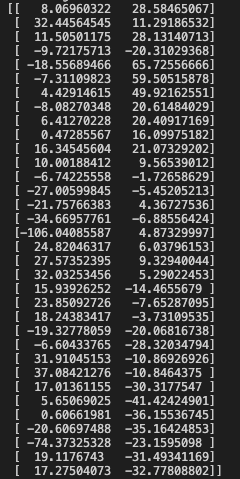 [[   8.06960322   28.58465067]
 [  32.44564545   11.29186532]
 [  11.50501175   28.13140713]
 [  -9.72175713  -20.31029368]
 [ -18.55689466   65.72556666]
 [  -7.31109823   59.50515878]
 [   4.42914615   49.92162551]
 [  -8.08270348   20.61484029]
 [   6.41270228   20.40917169]
 [   0.47285567   16.09975182]
 [  16.34545604   21.07329202]
 [  10.00188412    9.56539012]
 [  -6.74225558   -1.72658629]
 [ -27.00599845   -5.45205213]
 [ -21.75766383    4.36727536]
 [ -34.66957761   -6.88556424]
 [-106.04085587    4.87329997]
 [  24.82046317    6.03796153]
 [  27.57352395    9.32940044]
 [  32.03253456    5.29022453]
 [  15.93926252  -14.4655679 ]
 [  23.85092726   -7.65287095]
 [  18.24383417   -3.73109535]
 [ -19.32778059  -20.06816738]
 [  -6.60433765  -28.32034794]
 [  31.91045153  -10.86926926]
 [  37.08421276  -10.8464375 ]
 [  17.01361155  -30.3177547 ]
 [   5.65069025  -41.42424901]
 [   0.60661981  -36.15536745]
 [ -20.60697488  -35.16424853]
 [ -74.37325328  -23.1595098 ]
 [  19.1176743   -31.49341169]
 [  17.27504073  -32.77808802]]